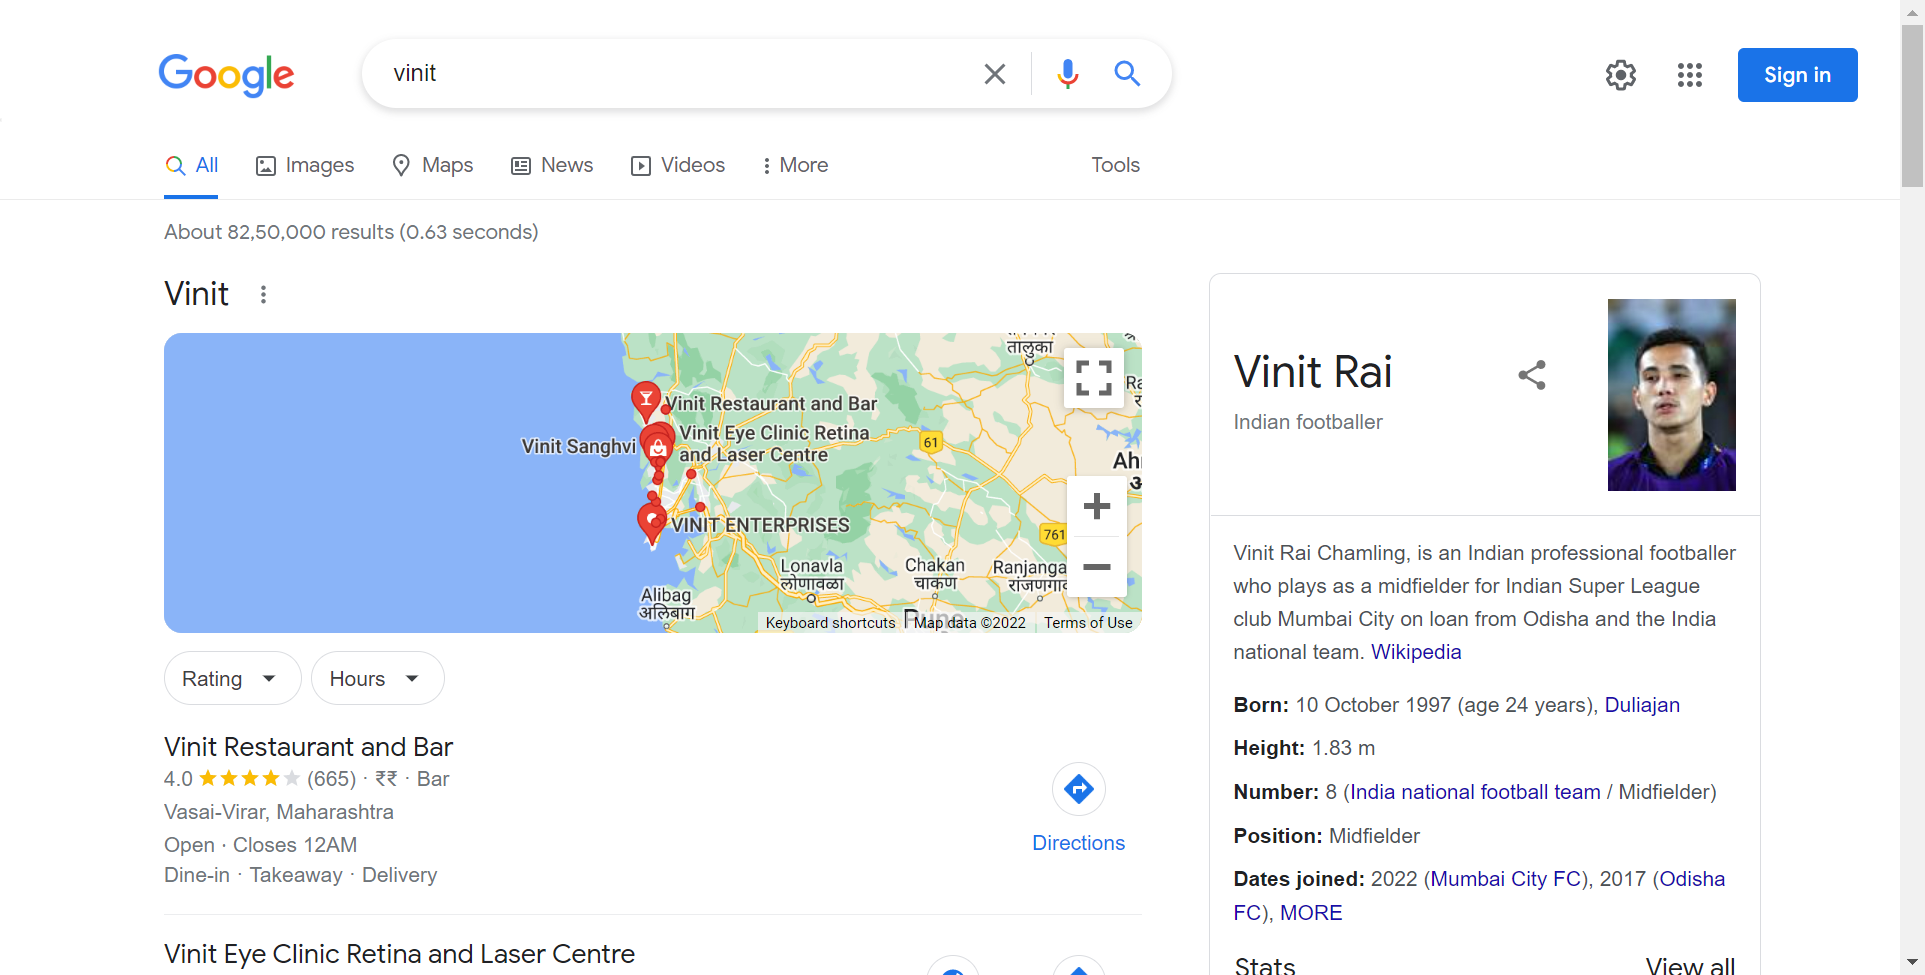 Google
vinit
Sign in
All
Images
Maps
News
Videos
More
Tools
About 82,50,000 results (0.63 seconds)
Vinit
तालुका
Vinit Restaurant and Bar
Vinit Eye Clinic Retina
and Laser Centre
Vinit Sanghvi
61
VINIT ENTERPRISES
761
Lonavla
लोणावळा
Chakan
चाकण
Alibag
अलिबाग
Keyboard shortcuts
Map data ©2022
Terms of Use
Rating
Hours
Vinit Restaurant and Bar
4.0 (665) · ₹₹ · Bar
Vasai-Virar, Maharashtra
Open · Closes 12AM
Dine-in · Takeaway · Delivery
Directions
Vinit Eye Clinic Retina and Laser Centre
Vinit Rai
Indian footballer
Vinit Rai Chamling, is an Indian professional footballer
who plays as a midfielder for Indian Super League
club Mumbai City on loan from Odisha and the India
national team. Wikipedia
Born: 10 October 1997 (age 24 years), Duliajan
Height: 1.83 m
Number: 8 (India national football team / Midfielder)
Position: Midfielder
Dates joined: 2022 (Mumbai City FC), 2017 (Odisha
FC), MORE
Stats
View all